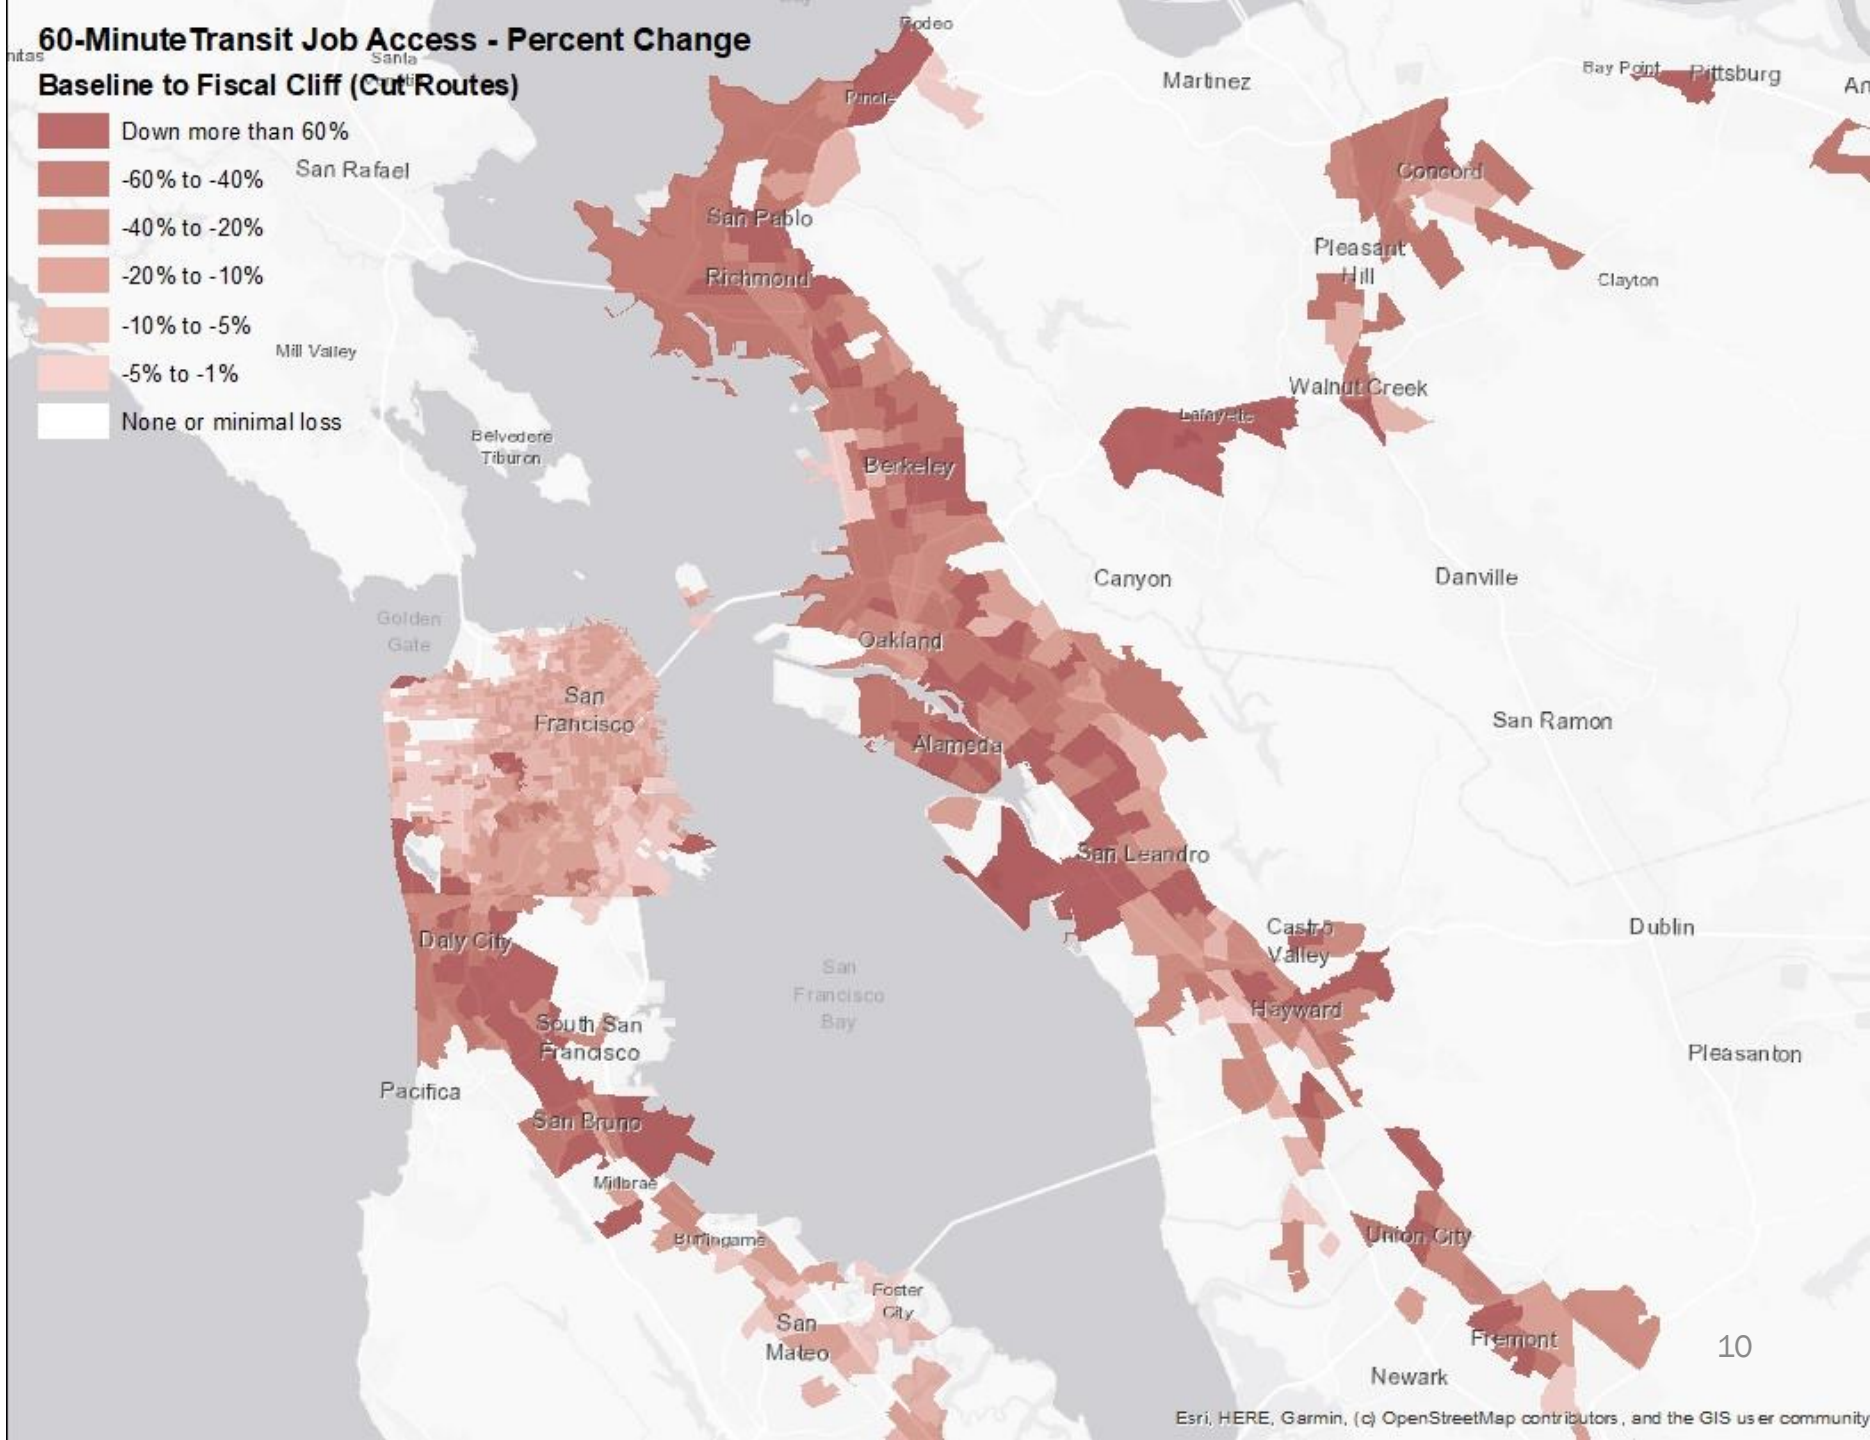 60-Minute Transit Job Access - Percent Change
Baseline to Fiscal Cliff (Cut Routes)
Down more than 60%
-60% to -40%
-40% to -20%
-20% to -10%
-10% to -5%
-5% to -1%
None or minimal loss
nitas
Santa
San Rafael
Mill Valley
Belvedere
Tiburon
Golden
Gate
Rodeo
Pinole
San Pablo
Richmond
Berkeley
Oakland
Alameda
Martinez
Bay Point
Pittsburg
An
Concord
Pleasant
Hill
Clayton
Walnut Creek
Lafayette
Canyon
Danville
San Ramon
San
Francisco
San Leandro
Castro
Valley
Dublin
Daly City
San
Francisco
Bay
Hayward
South San
Francisco
Pleasanton
Pacifica
San Bruno
Millbrae
Burlingame
Union City
Foster
City
San
Mateo
Fremont
Newark
10
Esri, HERE, Garmin, (c) OpenStreetMap contributors, and the GIS user community